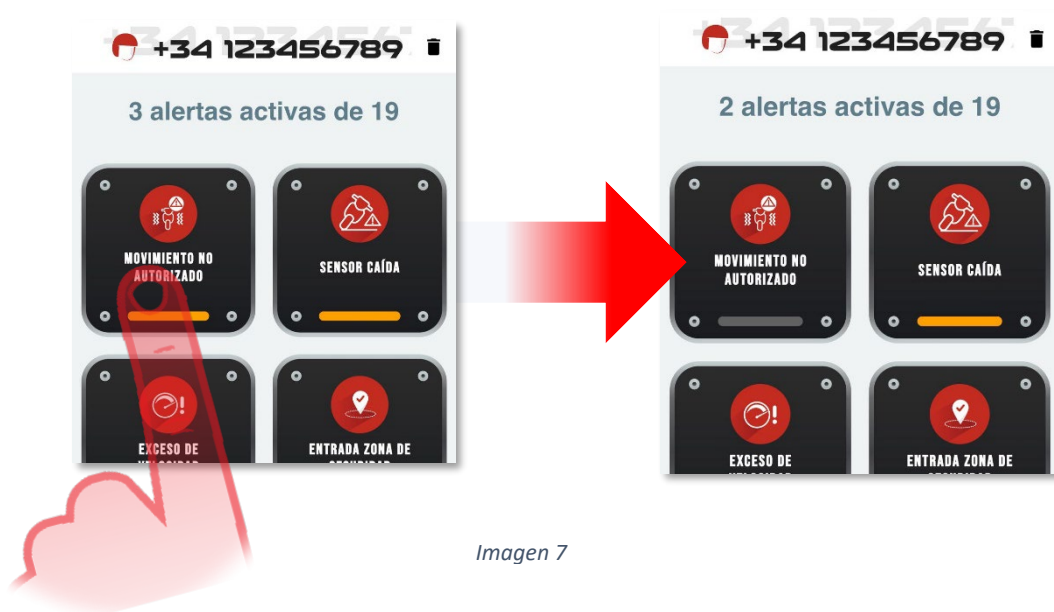 +34 123456789
3 alertas activas de 19
MOVIMIENTO NO
AUTORIZADO
SENSOR CAÍDA
EXCESO DE
ENTRADA ZONA DE
+34 123456789
2 alertas activas de 19
MOVIMIENTO NO
AUTORIZADO
SENSOR CAÍDA
EXCESO DE
ENTRADA ZONA DE
Imagen 7